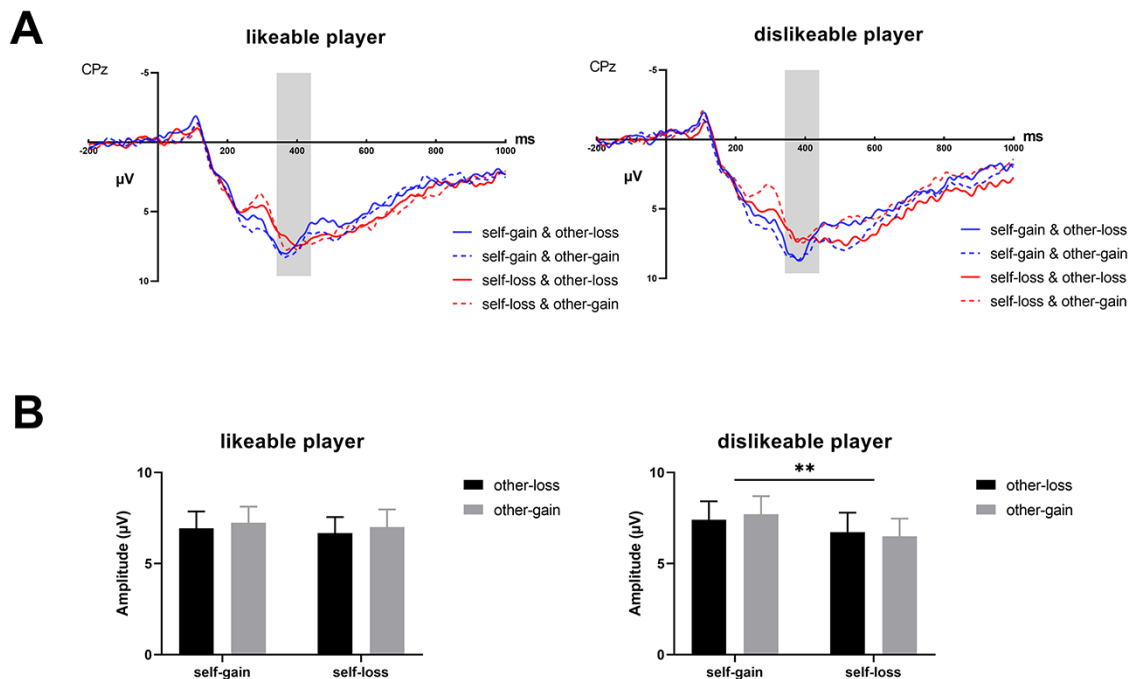 A
likeable player
CPz
-5
ms
-200
200
400
600
800
1000
µV
5
10
self-gain & other-loss
self-gain & other-gain
self-loss & other-loss
self-loss & other-gain
dislikeable player
CPz
-5
ms
-200
200
400
600
800
1000
µV
5
10
self-gain & other-loss
self-gain & other-gain
self-loss & other-loss
self-loss & other-gain
B
likeable player
Amplitude (µV)
10
5
0
self-gain
self-loss
other-loss
other-gain
dislikeable player
**
Amplitude (µV)
10
5
0
self-gain
self-loss
other-loss
other-gain